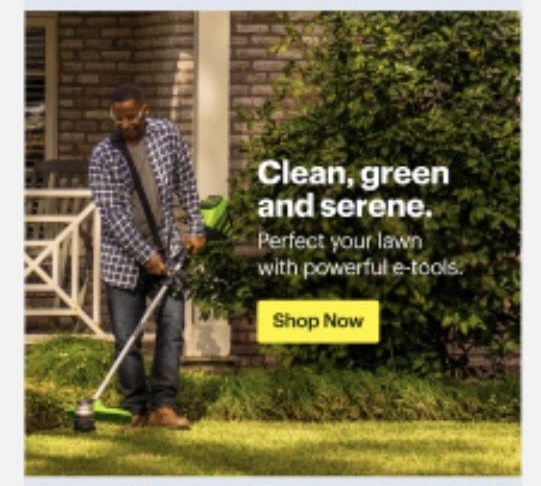 Clean, green
and serene.
Perfect your lawn
with powerful e-tools.
Shop Now